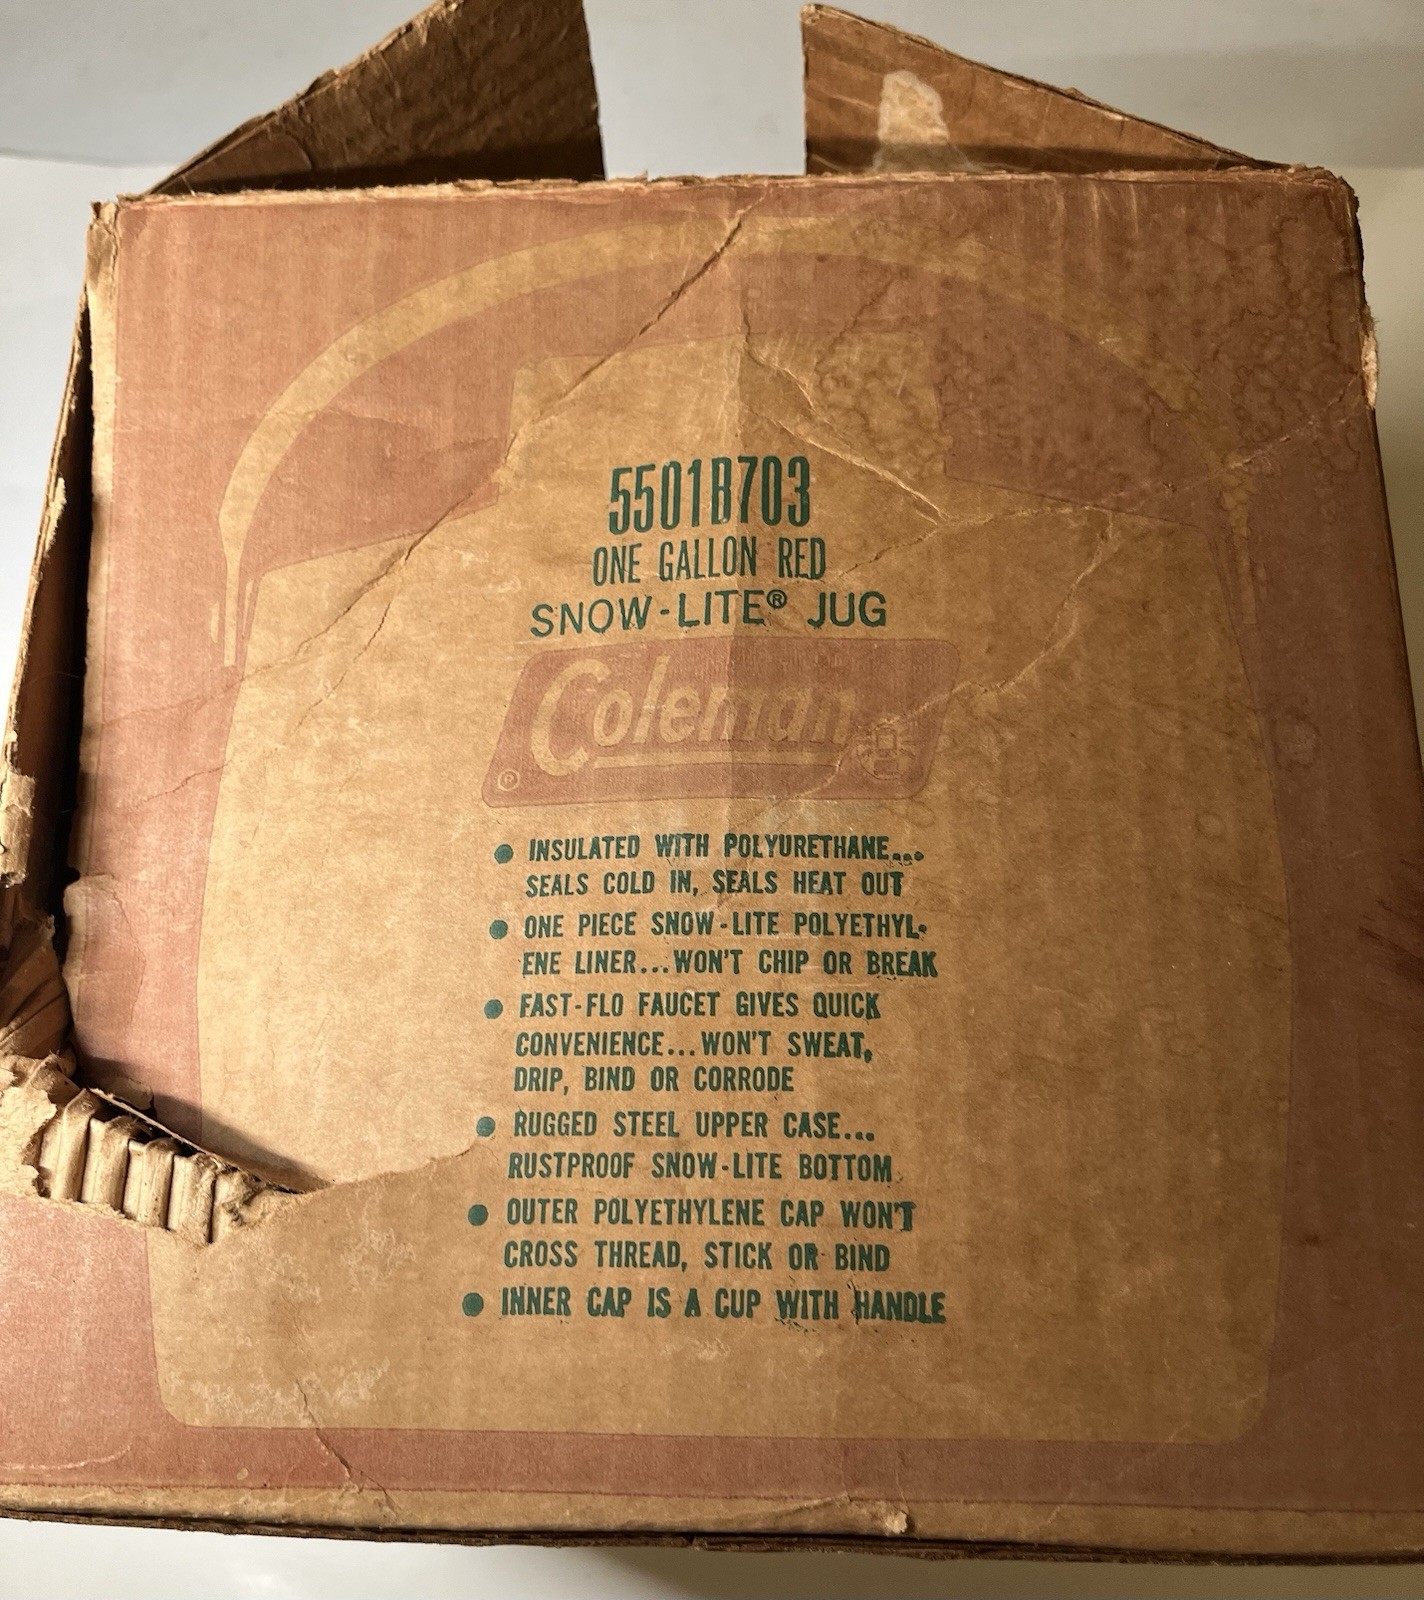 5501B703
ONE GALLON RED
SNOW-LITE® JUG
Coleman
®
● INSULATED WITH POLYURETHANE...
SEALS COLD IN, SEALS HEAT OUT
● ONE PIECE SNOW-LITE POLYETHYL-
ENE LINER...WON'T CHIP OR BREAK
● FAST-FLO FAUCET GIVES QUICK
CONVENIENCE...WON'T SWEAT,
DRIP, BIND OR CORRODE
● RUGGED STEEL UPPER CASE...
RUSTPROOF SNOW-LITE BOTTOM
● OUTER POLYETHYLENE CAP WON'T
CROSS THREAD, STICK OR BIND
● INNER CAP IS A CUP WITH HANDLE